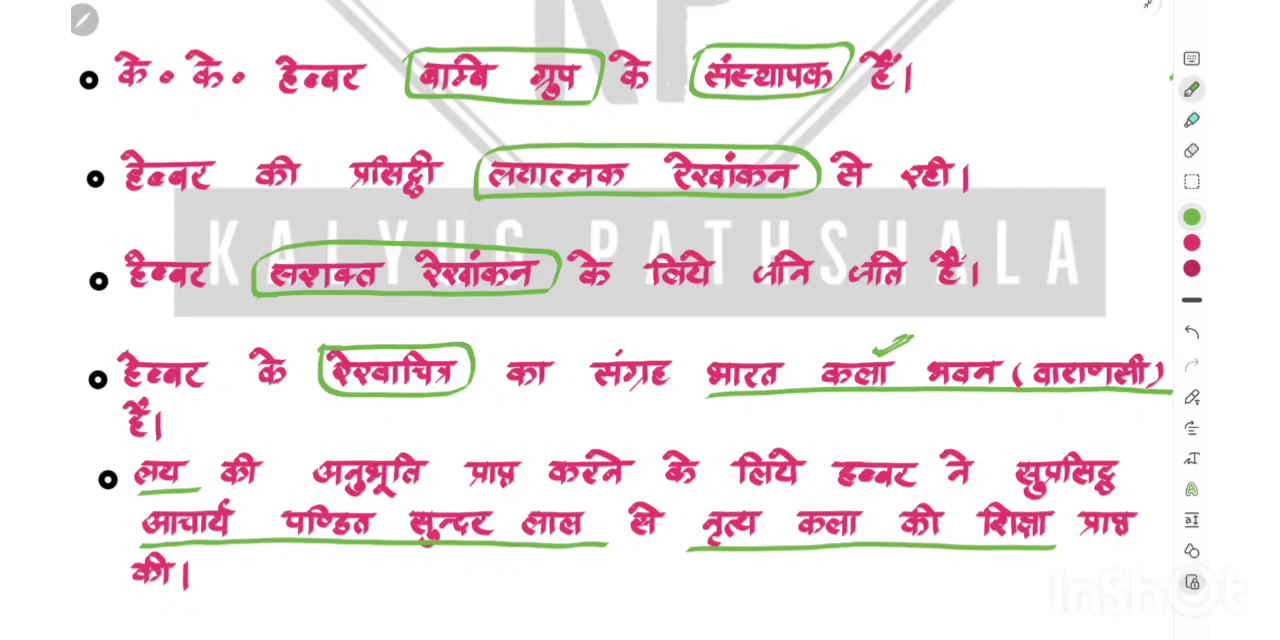 के. के. हेब्बर बाम्बे ग्रुप के संस्थापक हैं।
हेब्बर की प्रसिद्धी लयात्मक रेखांकन से रही।
KALYUG PATHSHALA
हेब्बर सशक्त रेखांकन के लिये जाने जाते हैं।
हेब्बर के रेखाचित्र का संग्रह भारत कला भवन (वाराणसी)
हैं।
लय की अनुभूति प्राप्त करने के लिये हब्बर ने सुप्रसिद्ध
आचार्य पण्डित सुन्दर लाल से नृत्य कला की शिक्षा प्राप्त
की।
InShOt